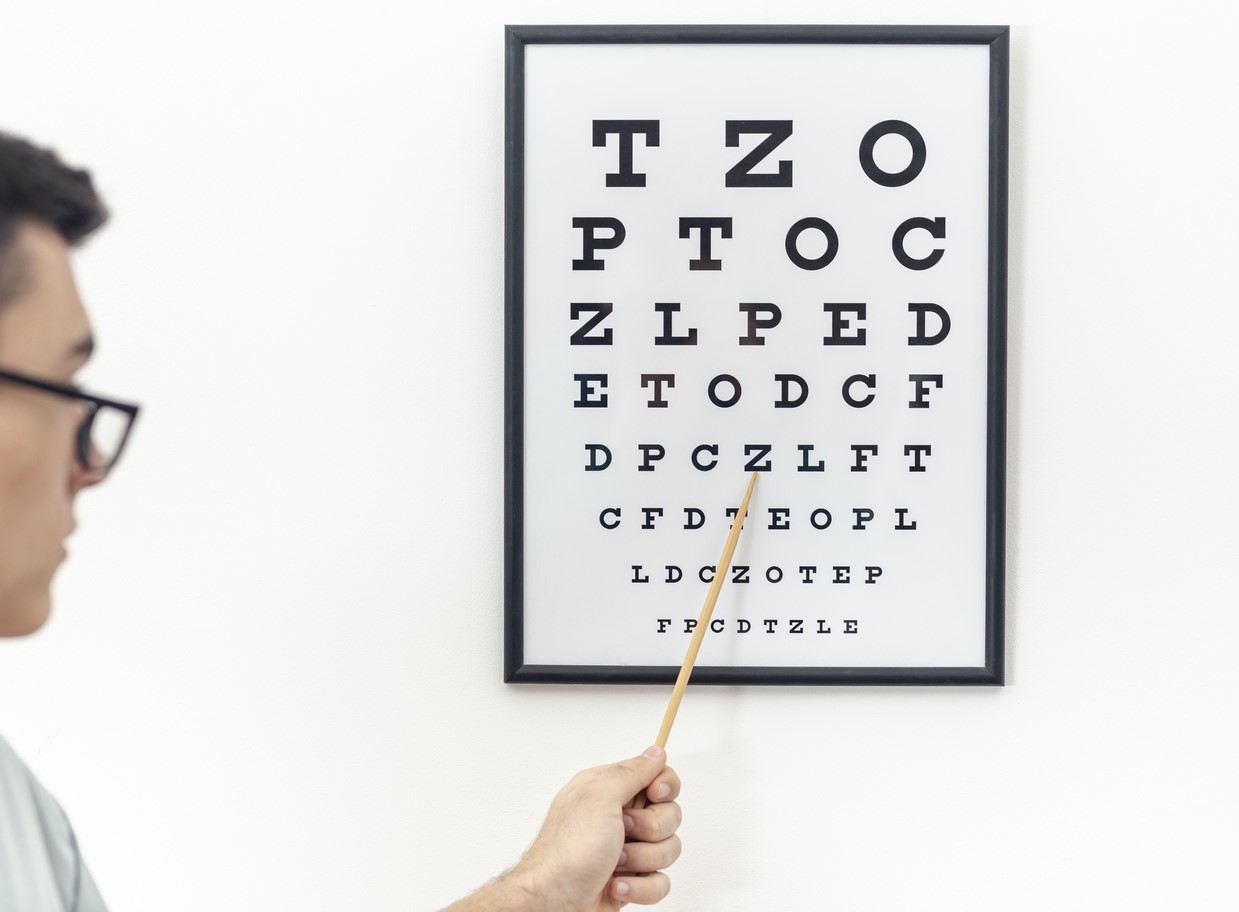 T Z O
P T O C
Z L P E D
E T O D C F
D P C Z L F T
C F D T E O P L
L D C Z O T E P
F P C D T Z L E